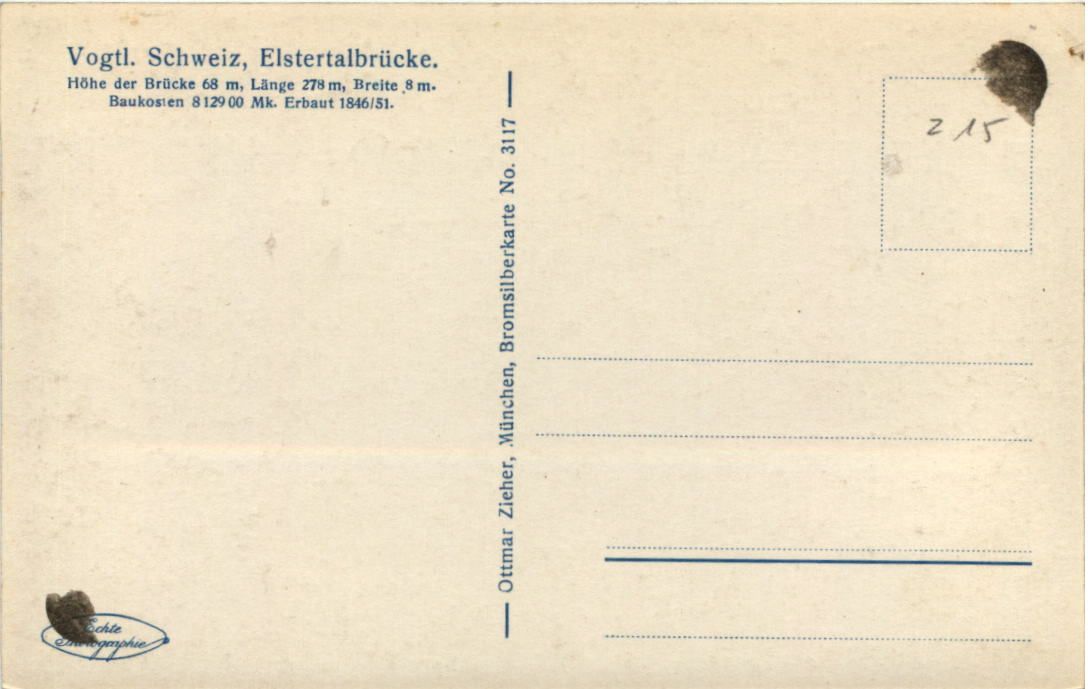 Vogtl. Schweiz, Elstertalbrücke.
Höhe der Brücke 68 m, Länge 278 m, Breite 8 m.
Baukosten 812900 Mk. Erbaut 1846/51.
Ottmar Zieher, München, Bromsilberkarte No. 3117
2 15
Echte
Photographie